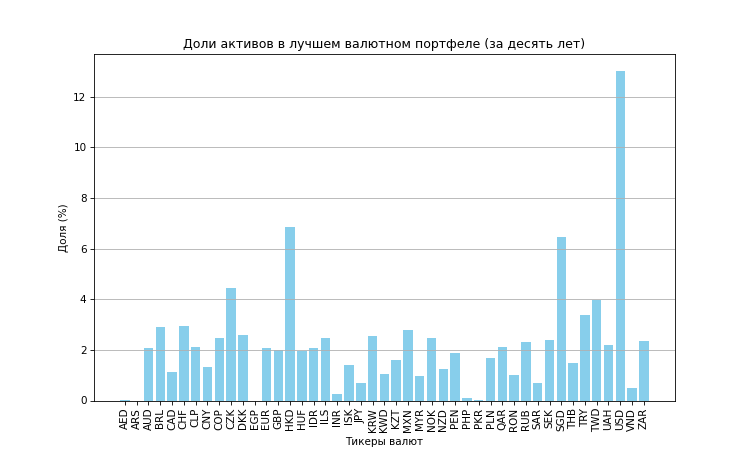 Доли активов в лучшем валютном портфеле (за десять лет)
Доля (%)
12
10
8
6
4
2
0
AED ARS AUD BRL CAD CHF CLP CNY COP CZK DKK EGP EUR GBP HKD HUF IDR ILS INR ISK JPY KRW KWD KZT MXN MYR NOK NZD PEN PHP PKR PLN QAR RON RUB SAR SEK SGD THB TRY TWD UAH USD VND ZAR
Тикеры валют